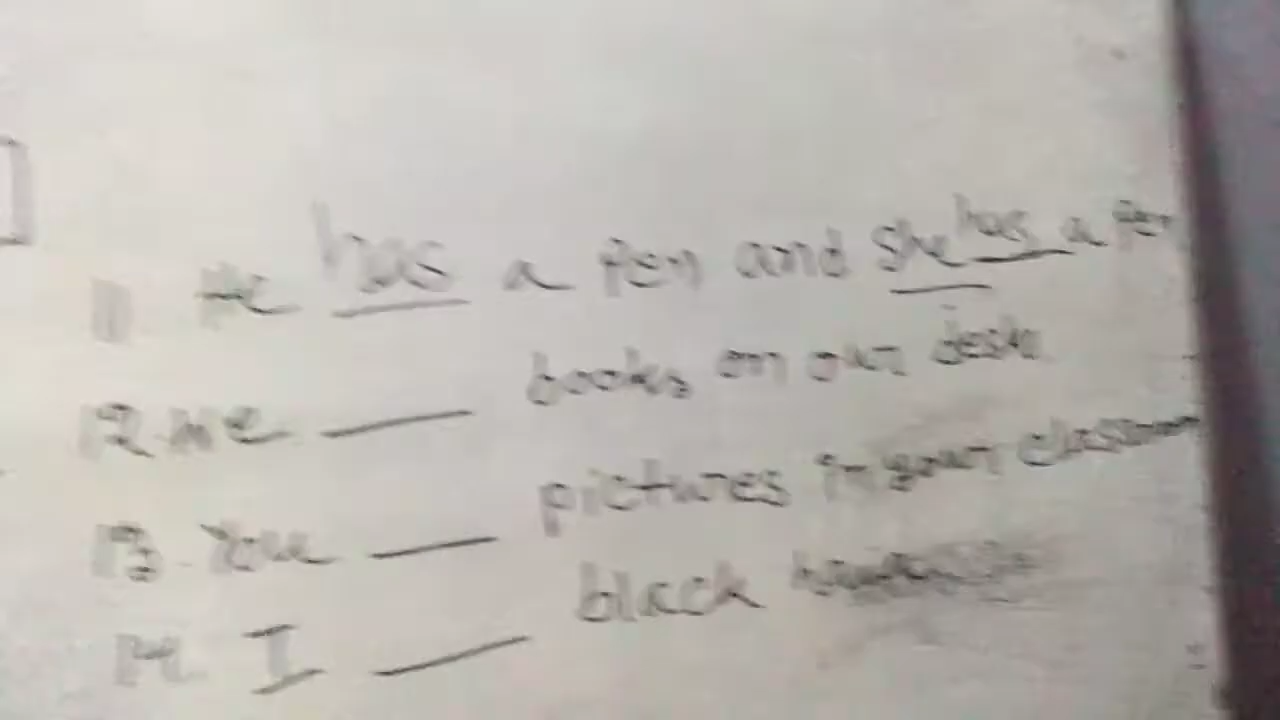 11 He has a pen and she has a pen
12. We ____ books on our desk
13. You ____ pictures in your classroom
14 I ____ black